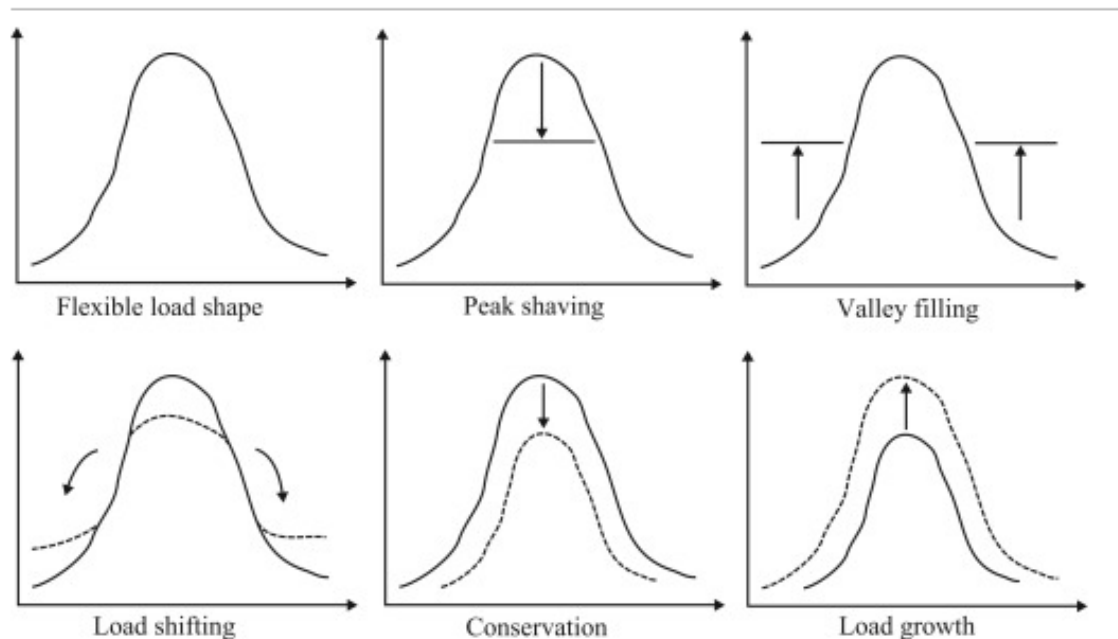 Flexible load shape
Peak shaving
Valley filling
Load shifting
Conservation
Load growth